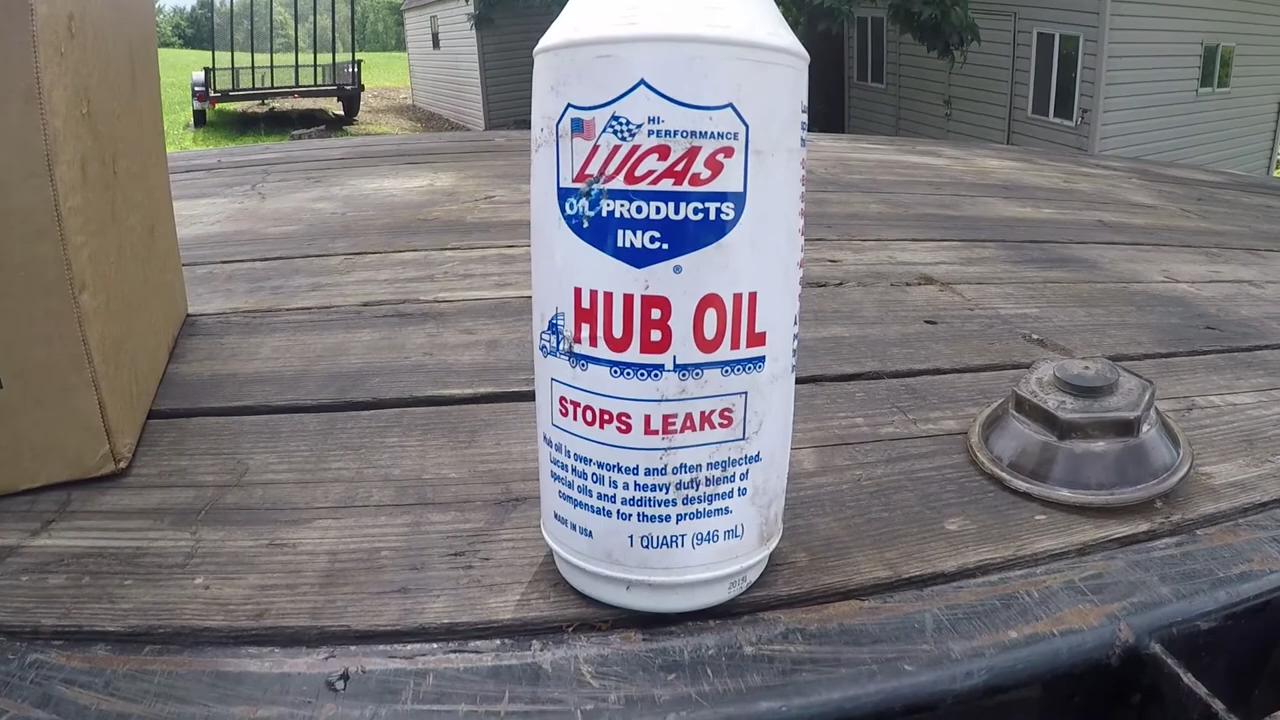 HI-
PERFORMANCE
LUCAS
OIL PRODUCTS
INC.
®
HUB OIL
STOPS LEAKS
Hub oil is over-worked and often neglected.
Lucas Hub Oil is a heavy duty blend of
special oils and additives designed to
compensate for these problems.
MADE IN USA
1 QUART (946 mL)